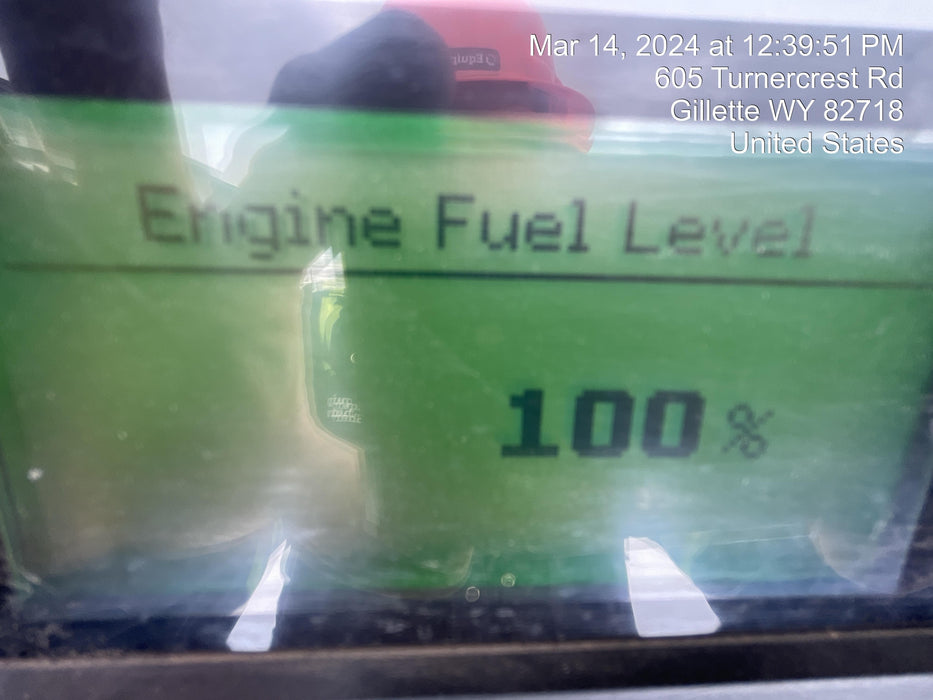 Mar 14, 2024 at 12:39:51 PM
605 Turnercrest Rd
Gillette WY 82718
United States
Engine Fuel Level
100 %